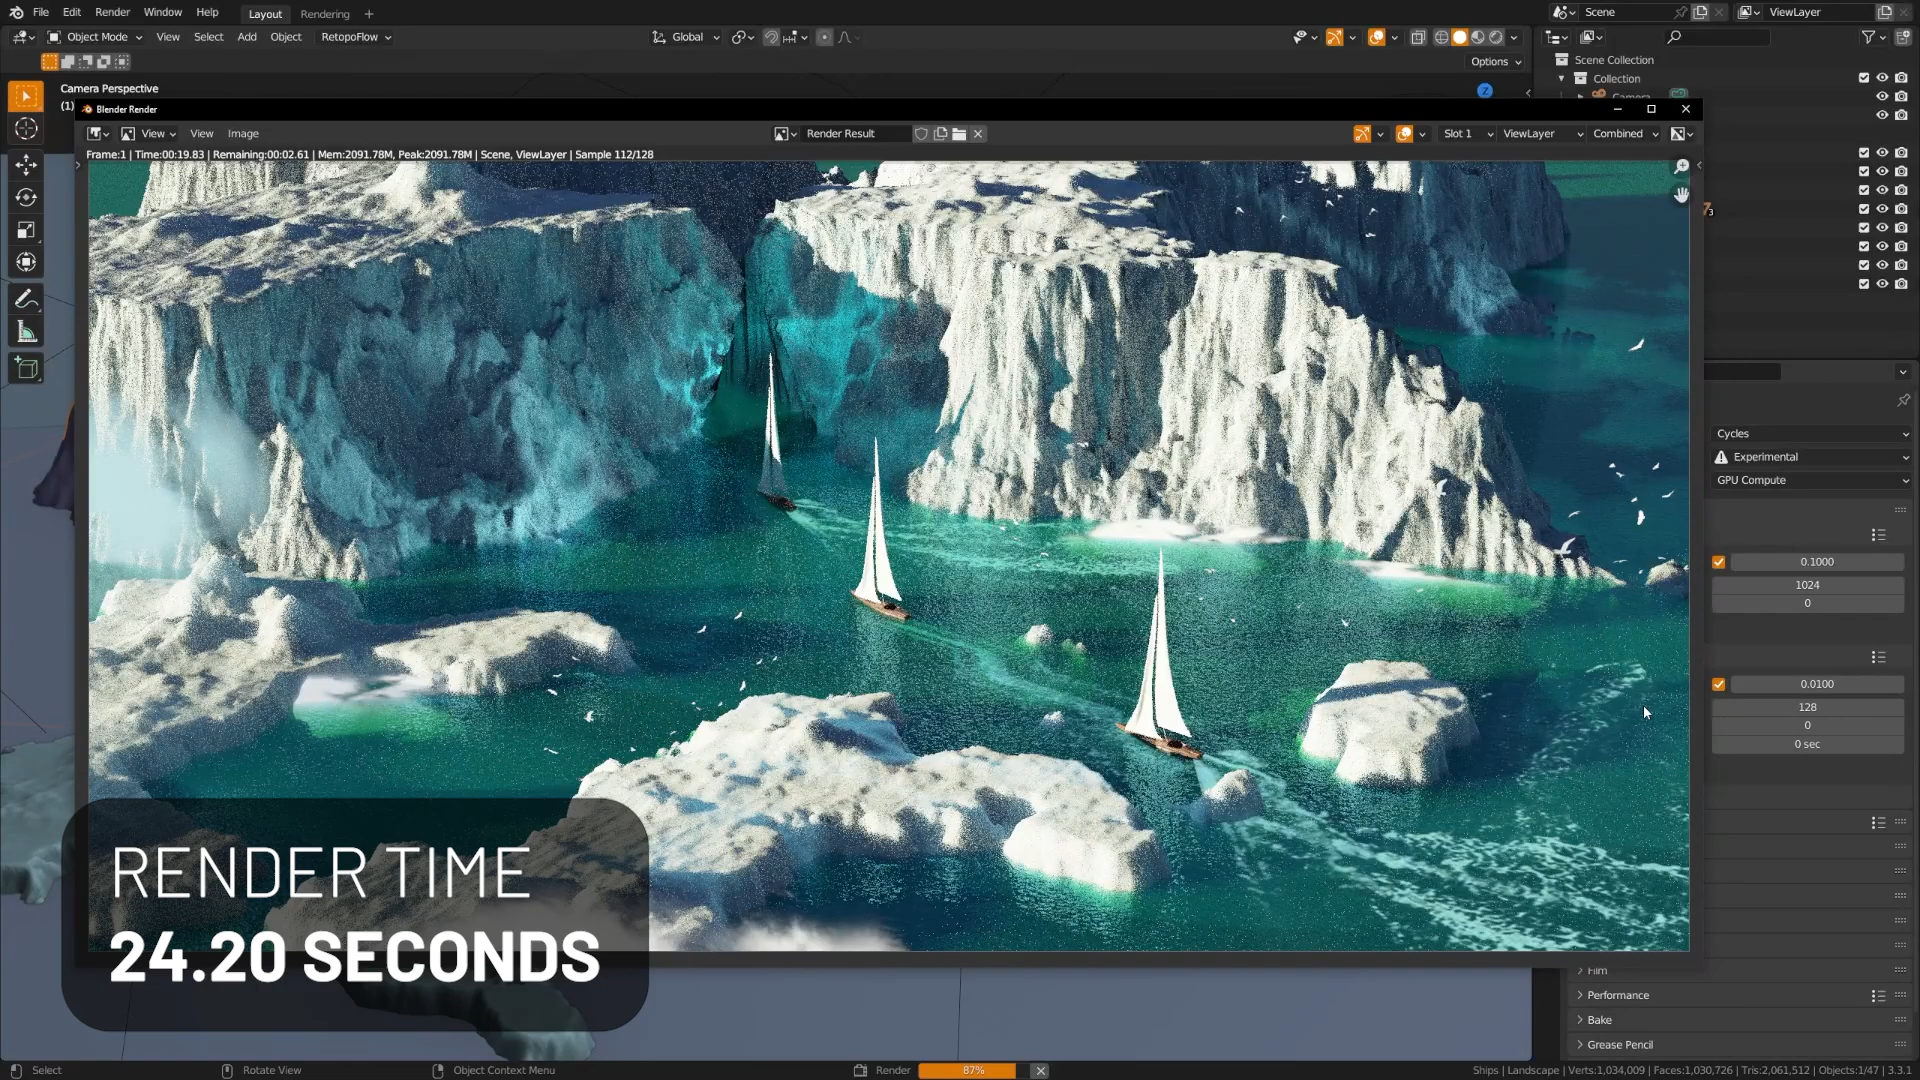 File Edit Render Window Help Layout Rendering +
Scene ViewLayer
Object Mode View Select Add Object RetopoFlow Global
Options
Scene Collection
Collection
Camera Perspective
(1)
Blender Render
View View Image Render Result Slot 1 ViewLayer Combined
Frame:1 | Time:00:19.83 | Remaining:00:02.61 | Mem:2091.78M, Peak:2091.78M | Scene, ViewLayer | Sample 112/128
Z
3
Cycles
Experimental
GPU Compute
0.1000
1024
0
0.0100
128
0
0 sec
RENDER TIME
24.20 SECONDS
Film
Performance
Bake
Grease Pencil
Select Rotate View Object Context Menu Render 87% Ships | Landscape | Verts:1,034,009 | Faces:1,030,726 | Tris:2,061,512 | Objects:1/47 | 3.3.1